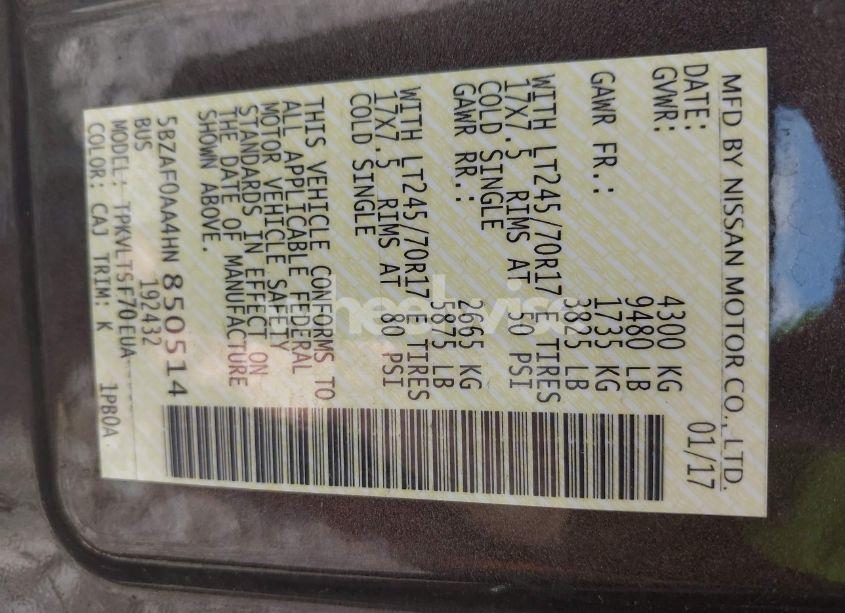 MFD BY NISSAN MOTOR CO., LTD.
DATE: 01/17
GVWR: 4300 KG
9480 LB
GAWR FR.: 1735 KG
3825 LB
WITH LT245/70R17 E TIRES
17X7.5 RIMS AT 50 PSI
COLD SINGLE
GAWR RR.: 2665 KG
5875 LB
WITH LT245/70R17 E TIRES
17X7.5 RIMS AT 80 PSI
COLD SINGLE
THIS VEHICLE CONFORMS TO
ALL APPLICABLE FEDERAL
MOTOR VEHICLE SAFETY
STANDARDS IN EFFECT ON
THE DATE OF MANUFACTURE
SHOWN ABOVE.
5BZAF0AA4HN850514
BUS 192432
MODEL: TPKVLTSF70EUA
COLOR: CAJ TRIM: K 1PB0A